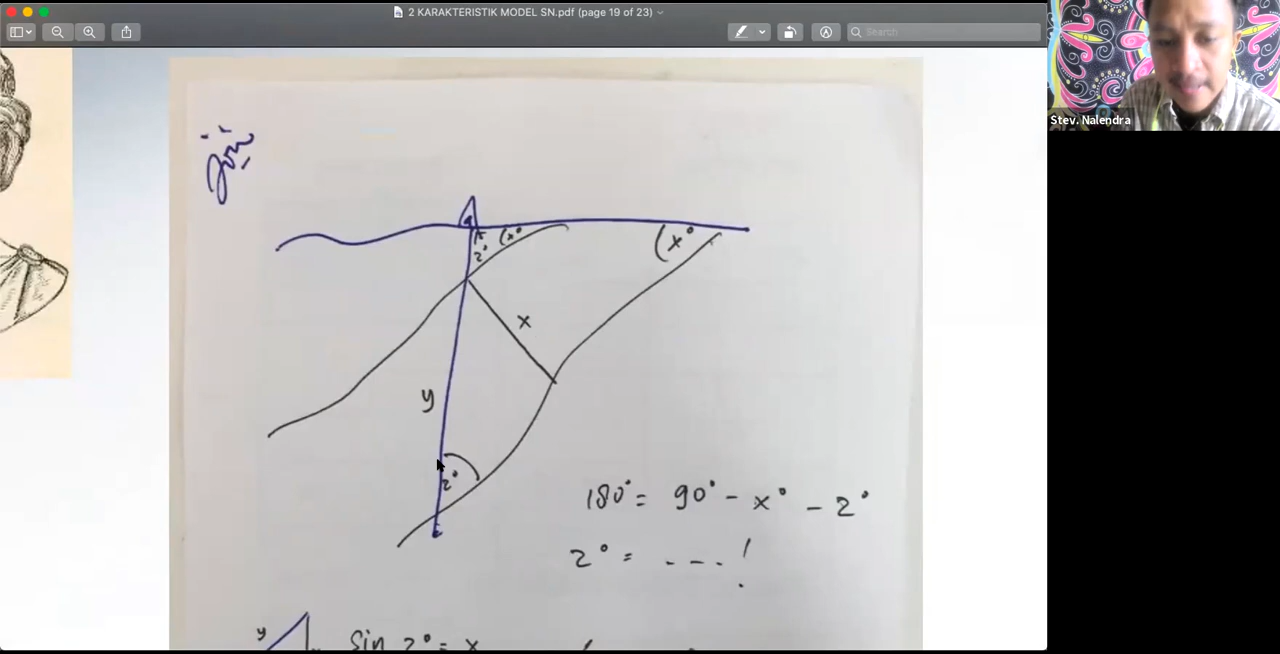 2 KARAKTERISTIK MODEL SN.pdf (page 19 of 23)
Search
Stev. Nalendra
2° (x°
(x°
x
y
2°
180° = 90° - x° - 2°
2° = - - - . !
y
Sin 2° = x